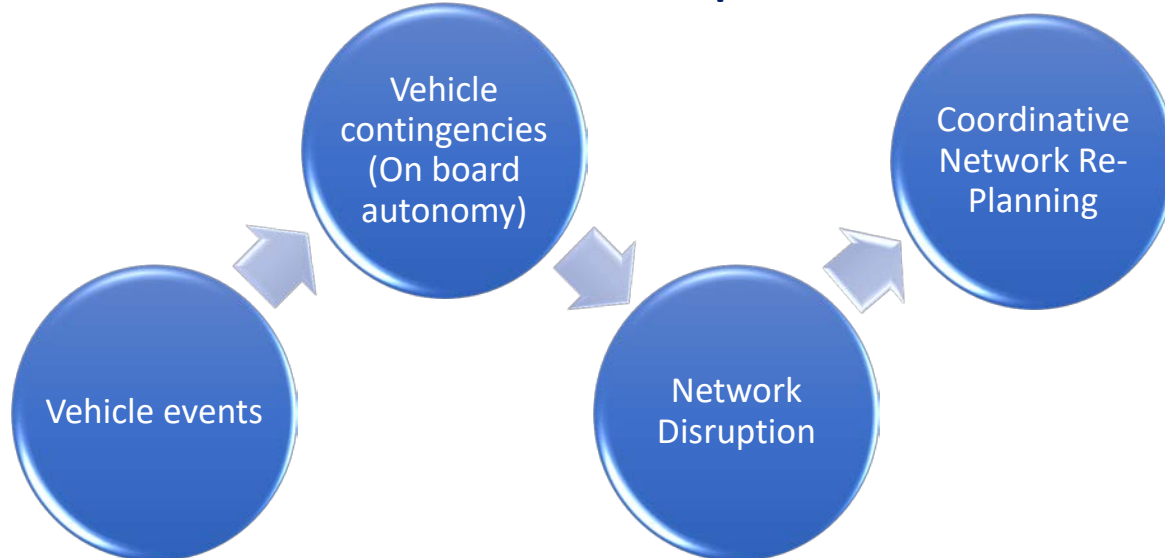 Vehicle
contingencies
(On board
autonomy)
Coordinative
Network Re-
Planning
Vehicle events
Network
Disruption